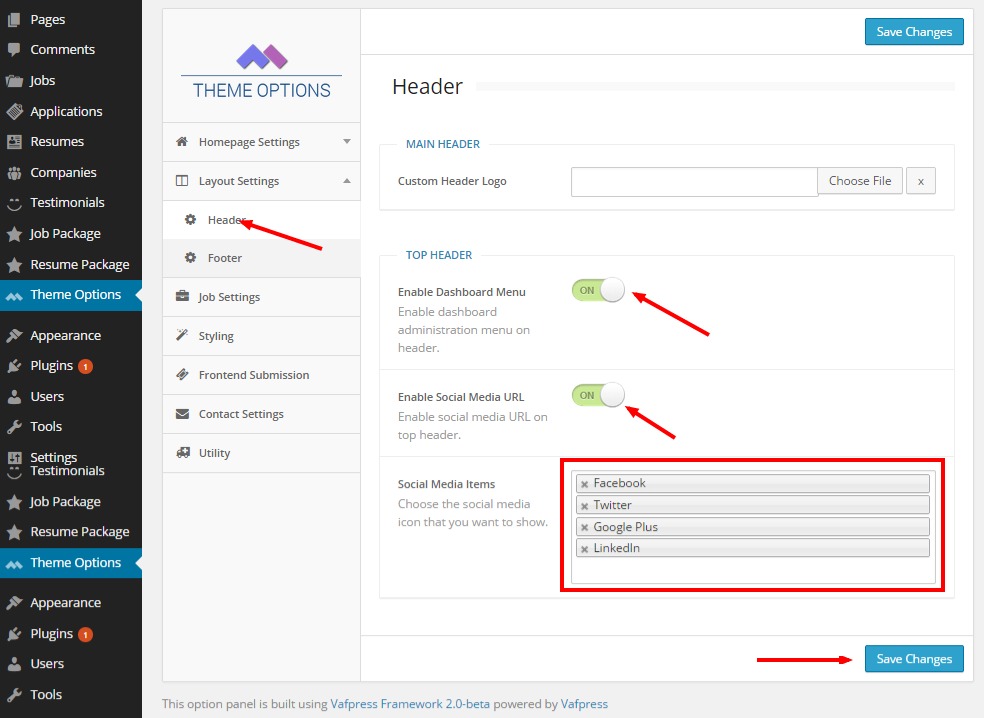 Pages
Comments
Jobs
Applications
Resumes
Companies
Testimonials
Job Package
Resume Package
Theme Options
Appearance
Plugins 1
Users
Tools
Settings
Testimonials
Job Package
Resume Package
Theme Options
Appearance
Plugins 1
Users
Tools
THEME OPTIONS
Homepage Settings
Layout Settings
Header
Footer
Job Settings
Styling
Frontend Submission
Contact Settings
Utility
Save Changes
Header
MAIN HEADER
Custom Header Logo
Choose File
x
TOP HEADER
Enable Dashboard Menu
ON
Enable dashboard
administration menu on
header.
Enable Social Media URL
ON
Enable social media URL on
top header.
Social Media Items
Choose the social media
icon that you want to show.
× Facebook
× Twitter
× Google Plus
× LinkedIn
Save Changes
This option panel is built using Vafpress Framework 2.0-beta powered by Vafpress